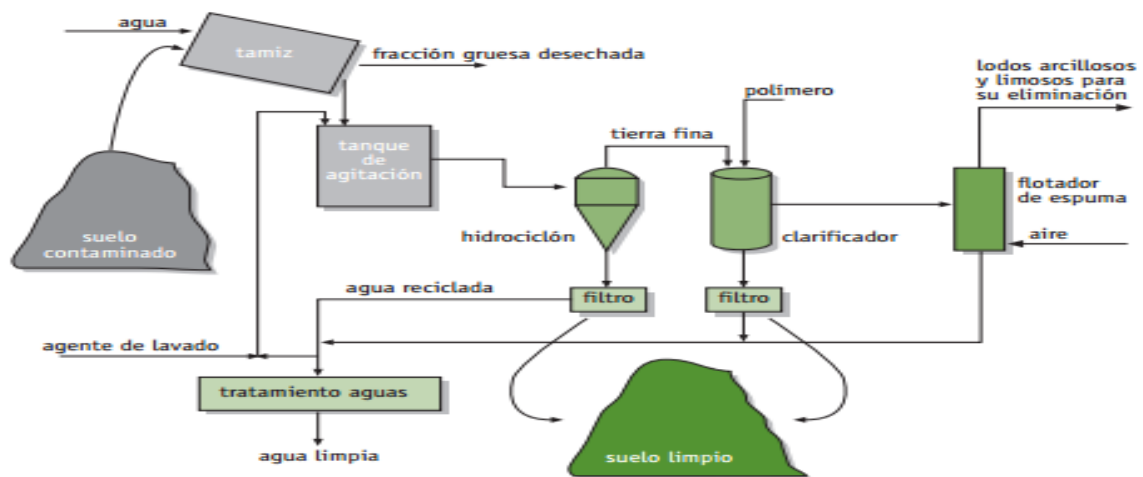 agua
tamiz
fracción gruesa desechada
lodos arcillosos
y limosos para
su eliminación
polímero
tierra fina
tanque
de
agitación
flotador
de espuma
suelo
contaminado
hidrociclón
clarificador
aire
agua reciclada
filtro
filtro
agente de lavado
tratamiento aguas
agua limpia
suelo limpio